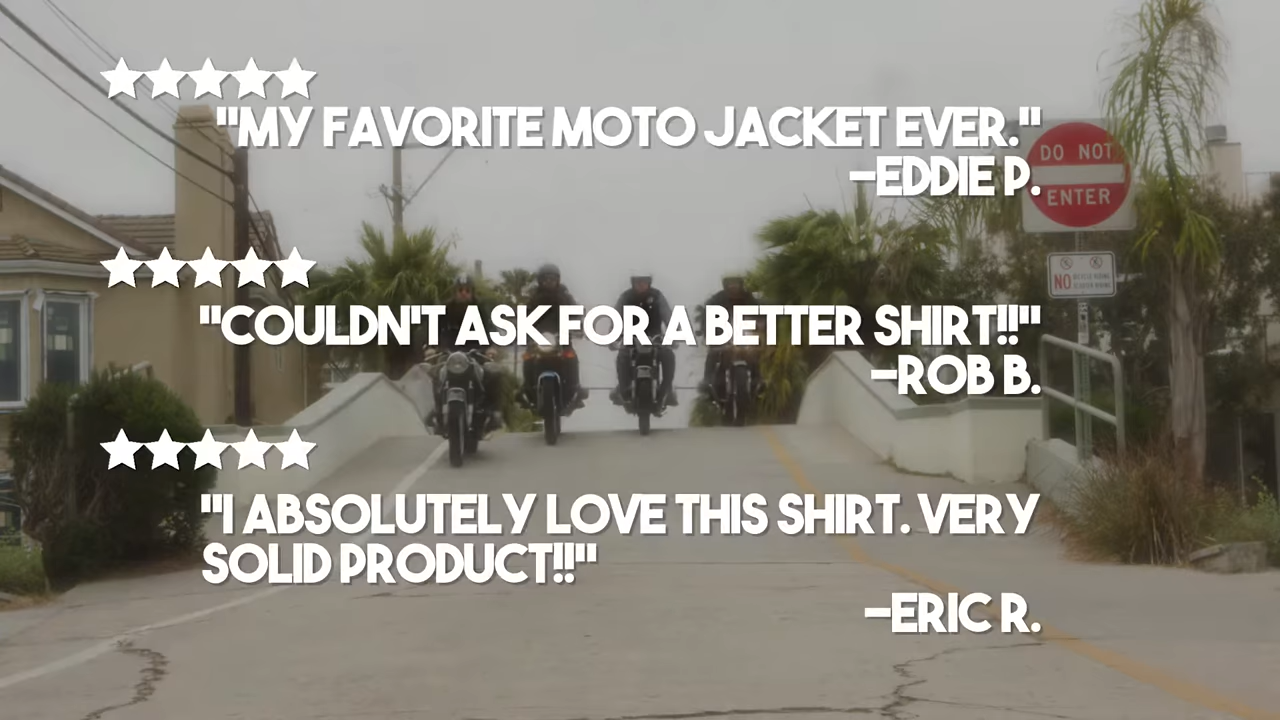 "MY FAVORITE MOTO JACKET EVER."
-EDDIE P.
DO NOT
ENTER
"COULDN'T ASK FOR A BETTER SHIRT!!"
-ROB B.
NO
"I ABSOLUTELY LOVE THIS SHIRT. VERY
SOLID PRODUCT!!"
-ERIC R.